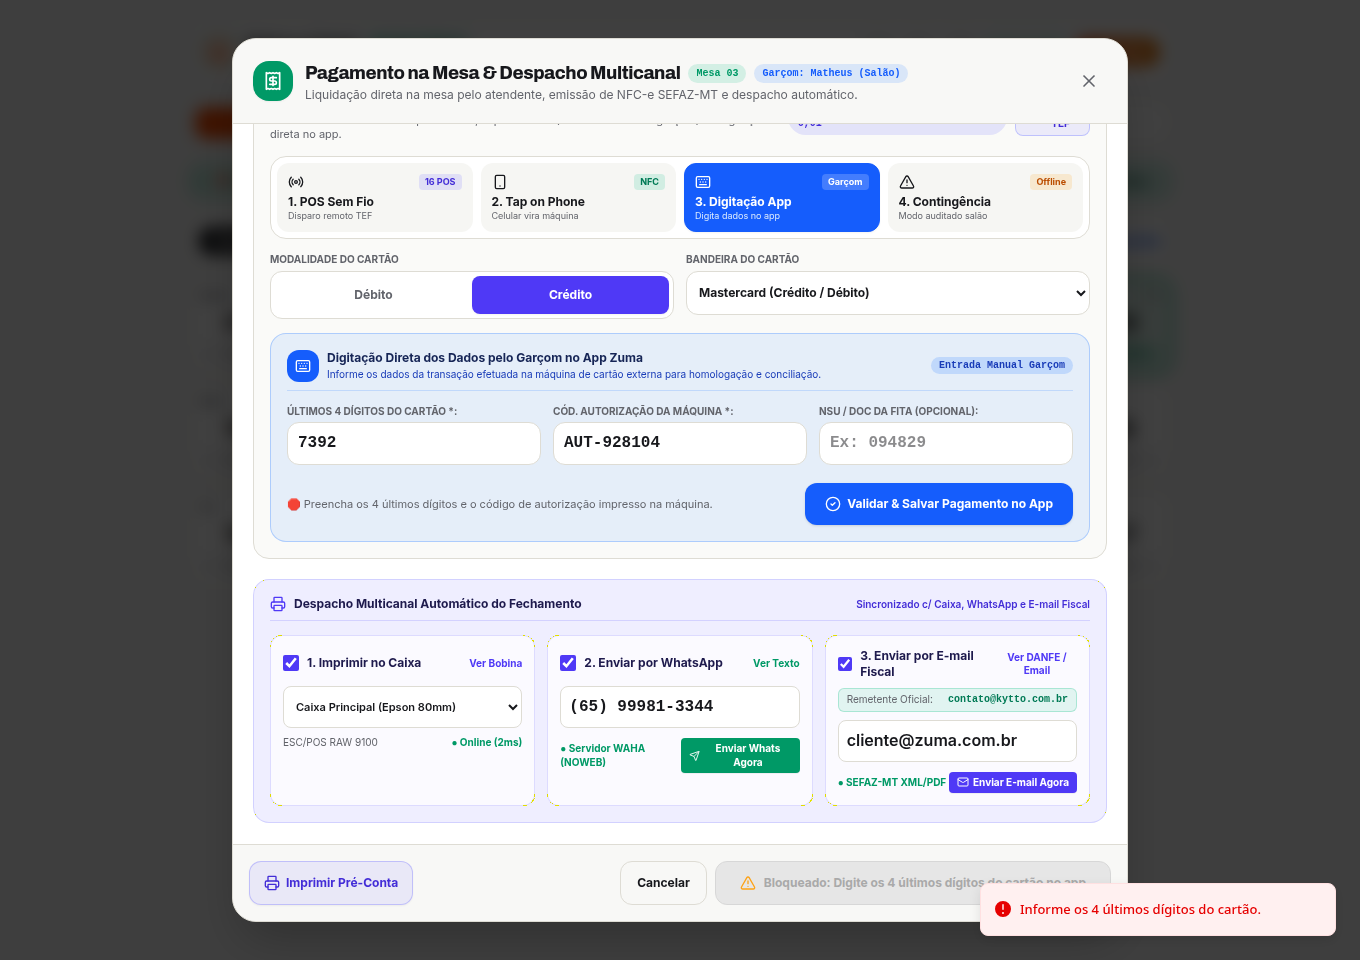 Pagamento na Mesa & Despacho Multicanal
Mesa 03
Garçom: Matheus (Salão)
Liquidação direta na mesa pelo atendente, emissão de NFC-e SEFAZ-MT e despacho automático.
direta no app.
TEF
16 POS
1. POS Sem Fio
Disparo remoto TEF
NFC
2. Tap on Phone
Celular vira máquina
Garçom
3. Digitação App
Digita dados no app
Offline
4. Contingência
Modo auditado salão
MODALIDADE DO CARTÃO
BANDEIRA DO CARTÃO
Débito
Crédito
Mastercard (Crédito / Débito)
Digitação Direta dos Dados pelo Garçom no App Zuma
Informe os dados da transação efetuada na máquina de cartão externa para homologação e conciliação.
Entrada Manual Garçom
ÚLTIMOS 4 DÍGITOS DO CARTÃO *:
CÓD. AUTORIZAÇÃO DA MÁQUINA *:
NSU / DOC DA FITA (OPCIONAL):
7392
AUT-928104
Ex: 094829
Preencha os 4 últimos dígitos e o código de autorização impresso na máquina.
Validar & Salvar Pagamento no App
Despacho Multicanal Automático do Fechamento
Sincronizado c/ Caixa, WhatsApp e E-mail Fiscal
1. Imprimir no Caixa
Ver Bobina
Caixa Principal (Epson 80mm)
ESC/POS RAW 9100
● Online (2ms)
2. Enviar por WhatsApp
Ver Texto
(65) 99981-3344
● Servidor WAHA
(NOWEB)
Enviar Whats
Agora
3. Enviar por E-mail
Fiscal
Ver DANFE /
Email
Remetente Oficial:
contato@kytto.com.br
cliente@zuma.com.br
● SEFAZ-MT XML/PDF
Enviar E-mail Agora
Imprimir Pré-Conta
Cancelar
Bloqueado: Digite os 4 últimos dígitos do cartão no app
Informe os 4 últimos dígitos do cartão.